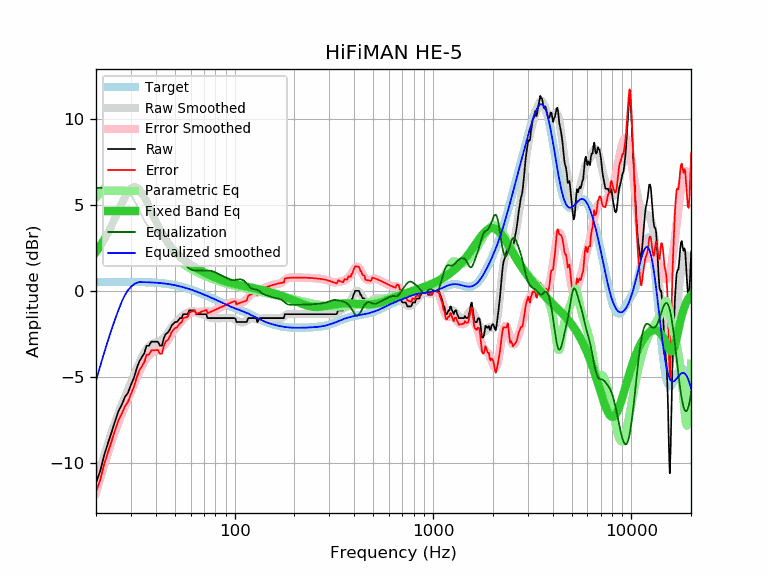 HiFiMAN HE-5
Target
Raw Smoothed
Error Smoothed
Raw
Error
Parametric Eq
Fixed Band Eq
Equalization
Equalized smoothed
10
5
0
−5
−10
Amplitude (dBr)
100
1000
10000
Frequency (Hz)